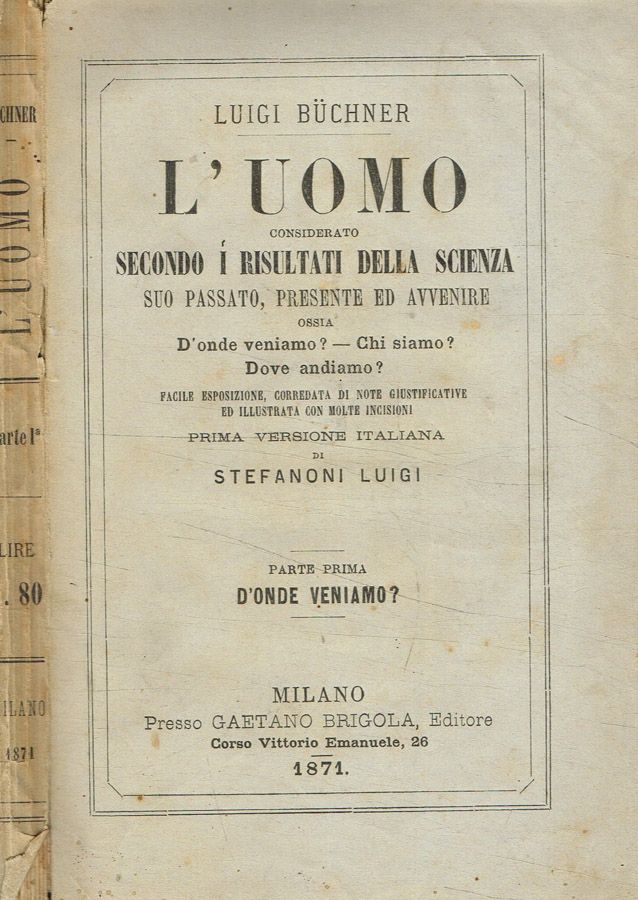 LUIGI BÜCHNER
L'UOMO
CONSIDERATO
SECONDO I RISULTATI DELLA SCIENZA
SUO PASSATO, PRESENTE ED AVVENIRE
OSSIA
D'onde veniamo? — Chi siamo?
Dove andiamo?
FACILE ESPOSIZIONE, CORREDATA DI NOTE GIUSTIFICATIVE
ED ILLUSTRATA CON MOLTE INCISIONI
PRIMA VERSIONE ITALIANA
DI
STEFANONI LUIGI
PARTE PRIMA
D'ONDE VENIAMO?
MILANO
Presso GAETANO BRIGOLA, Editore
Corso Vittorio Emanuele, 26
1871.
CHNER
L'UOMO
arte Iª
LIRE
. 80
ILANO
1871